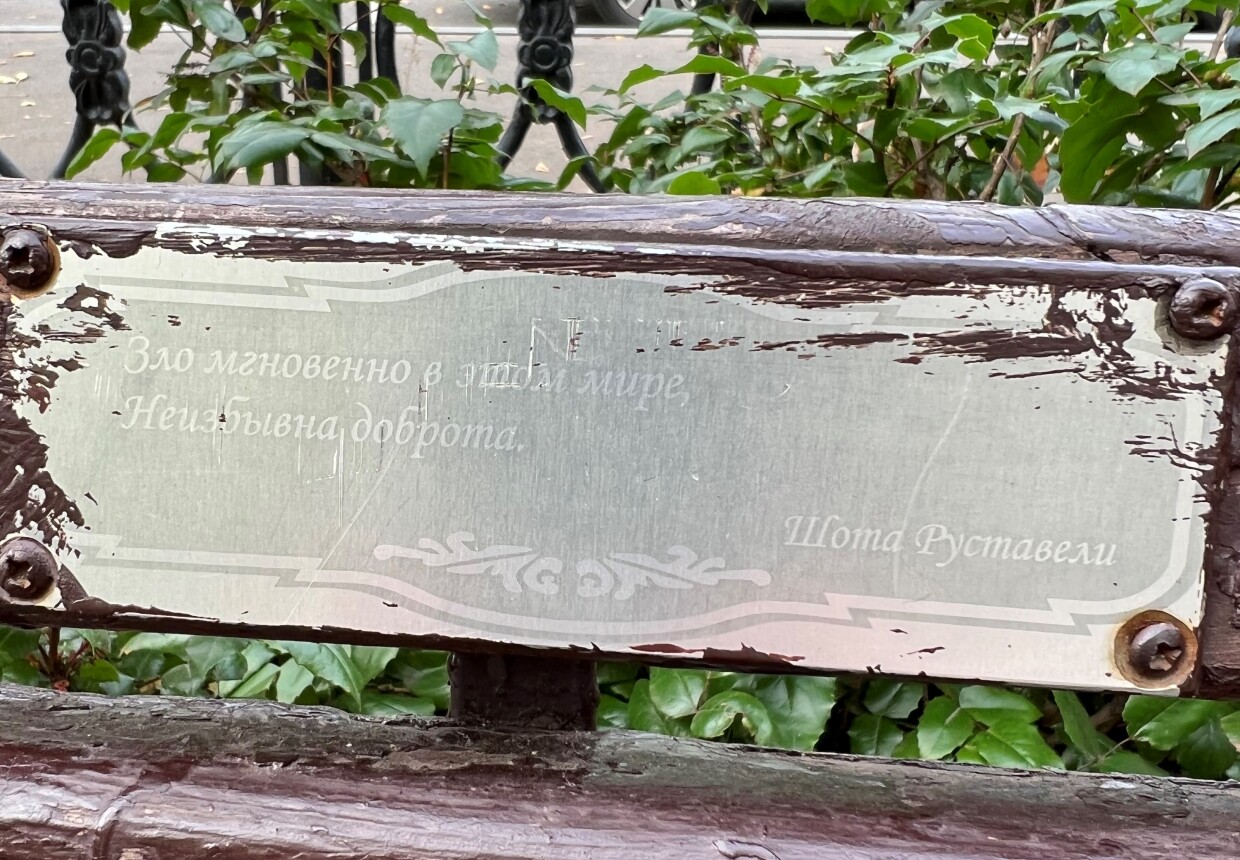 Зло мгновенно в этом мире,
Неизбывна доброта.
Шота Руставели